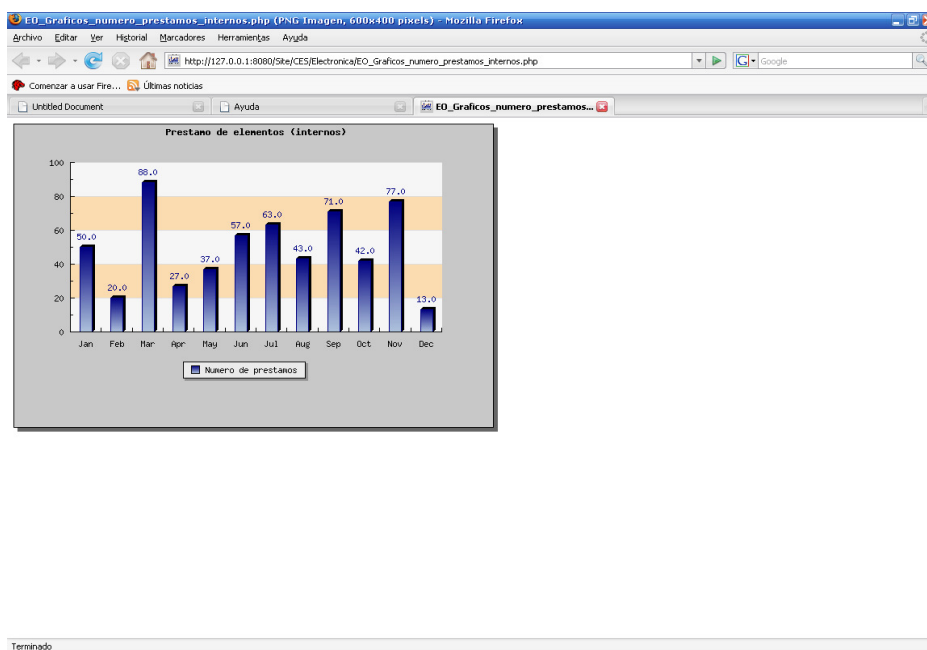 EO_Graficos_numero_prestamos_internos.php (PNG Imagen, 600x400 pixels) - Mozilla Firefox
Archivo Editar Ver Historial Marcadores Herramientas Ayuda
http://127.0.0.1:8080/Site/CES/Electronica/EO_Graficos_numero_prestamos_internos.php
Google
Comenzar a usar Fire... Últimas noticias
Untitled Document Ayuda EO_Graficos_numero_prestamos...
Prestamo de elementos (internos)
100
80
60
40
20
0
50.0 20.0 88.0 27.0 37.0 57.0 63.0 43.0 71.0 42.0 77.0 13.0
Jan Feb Mar Apr May Jun Jul Aug Sep Oct Nov Dec
Numero de prestamos
Terminado